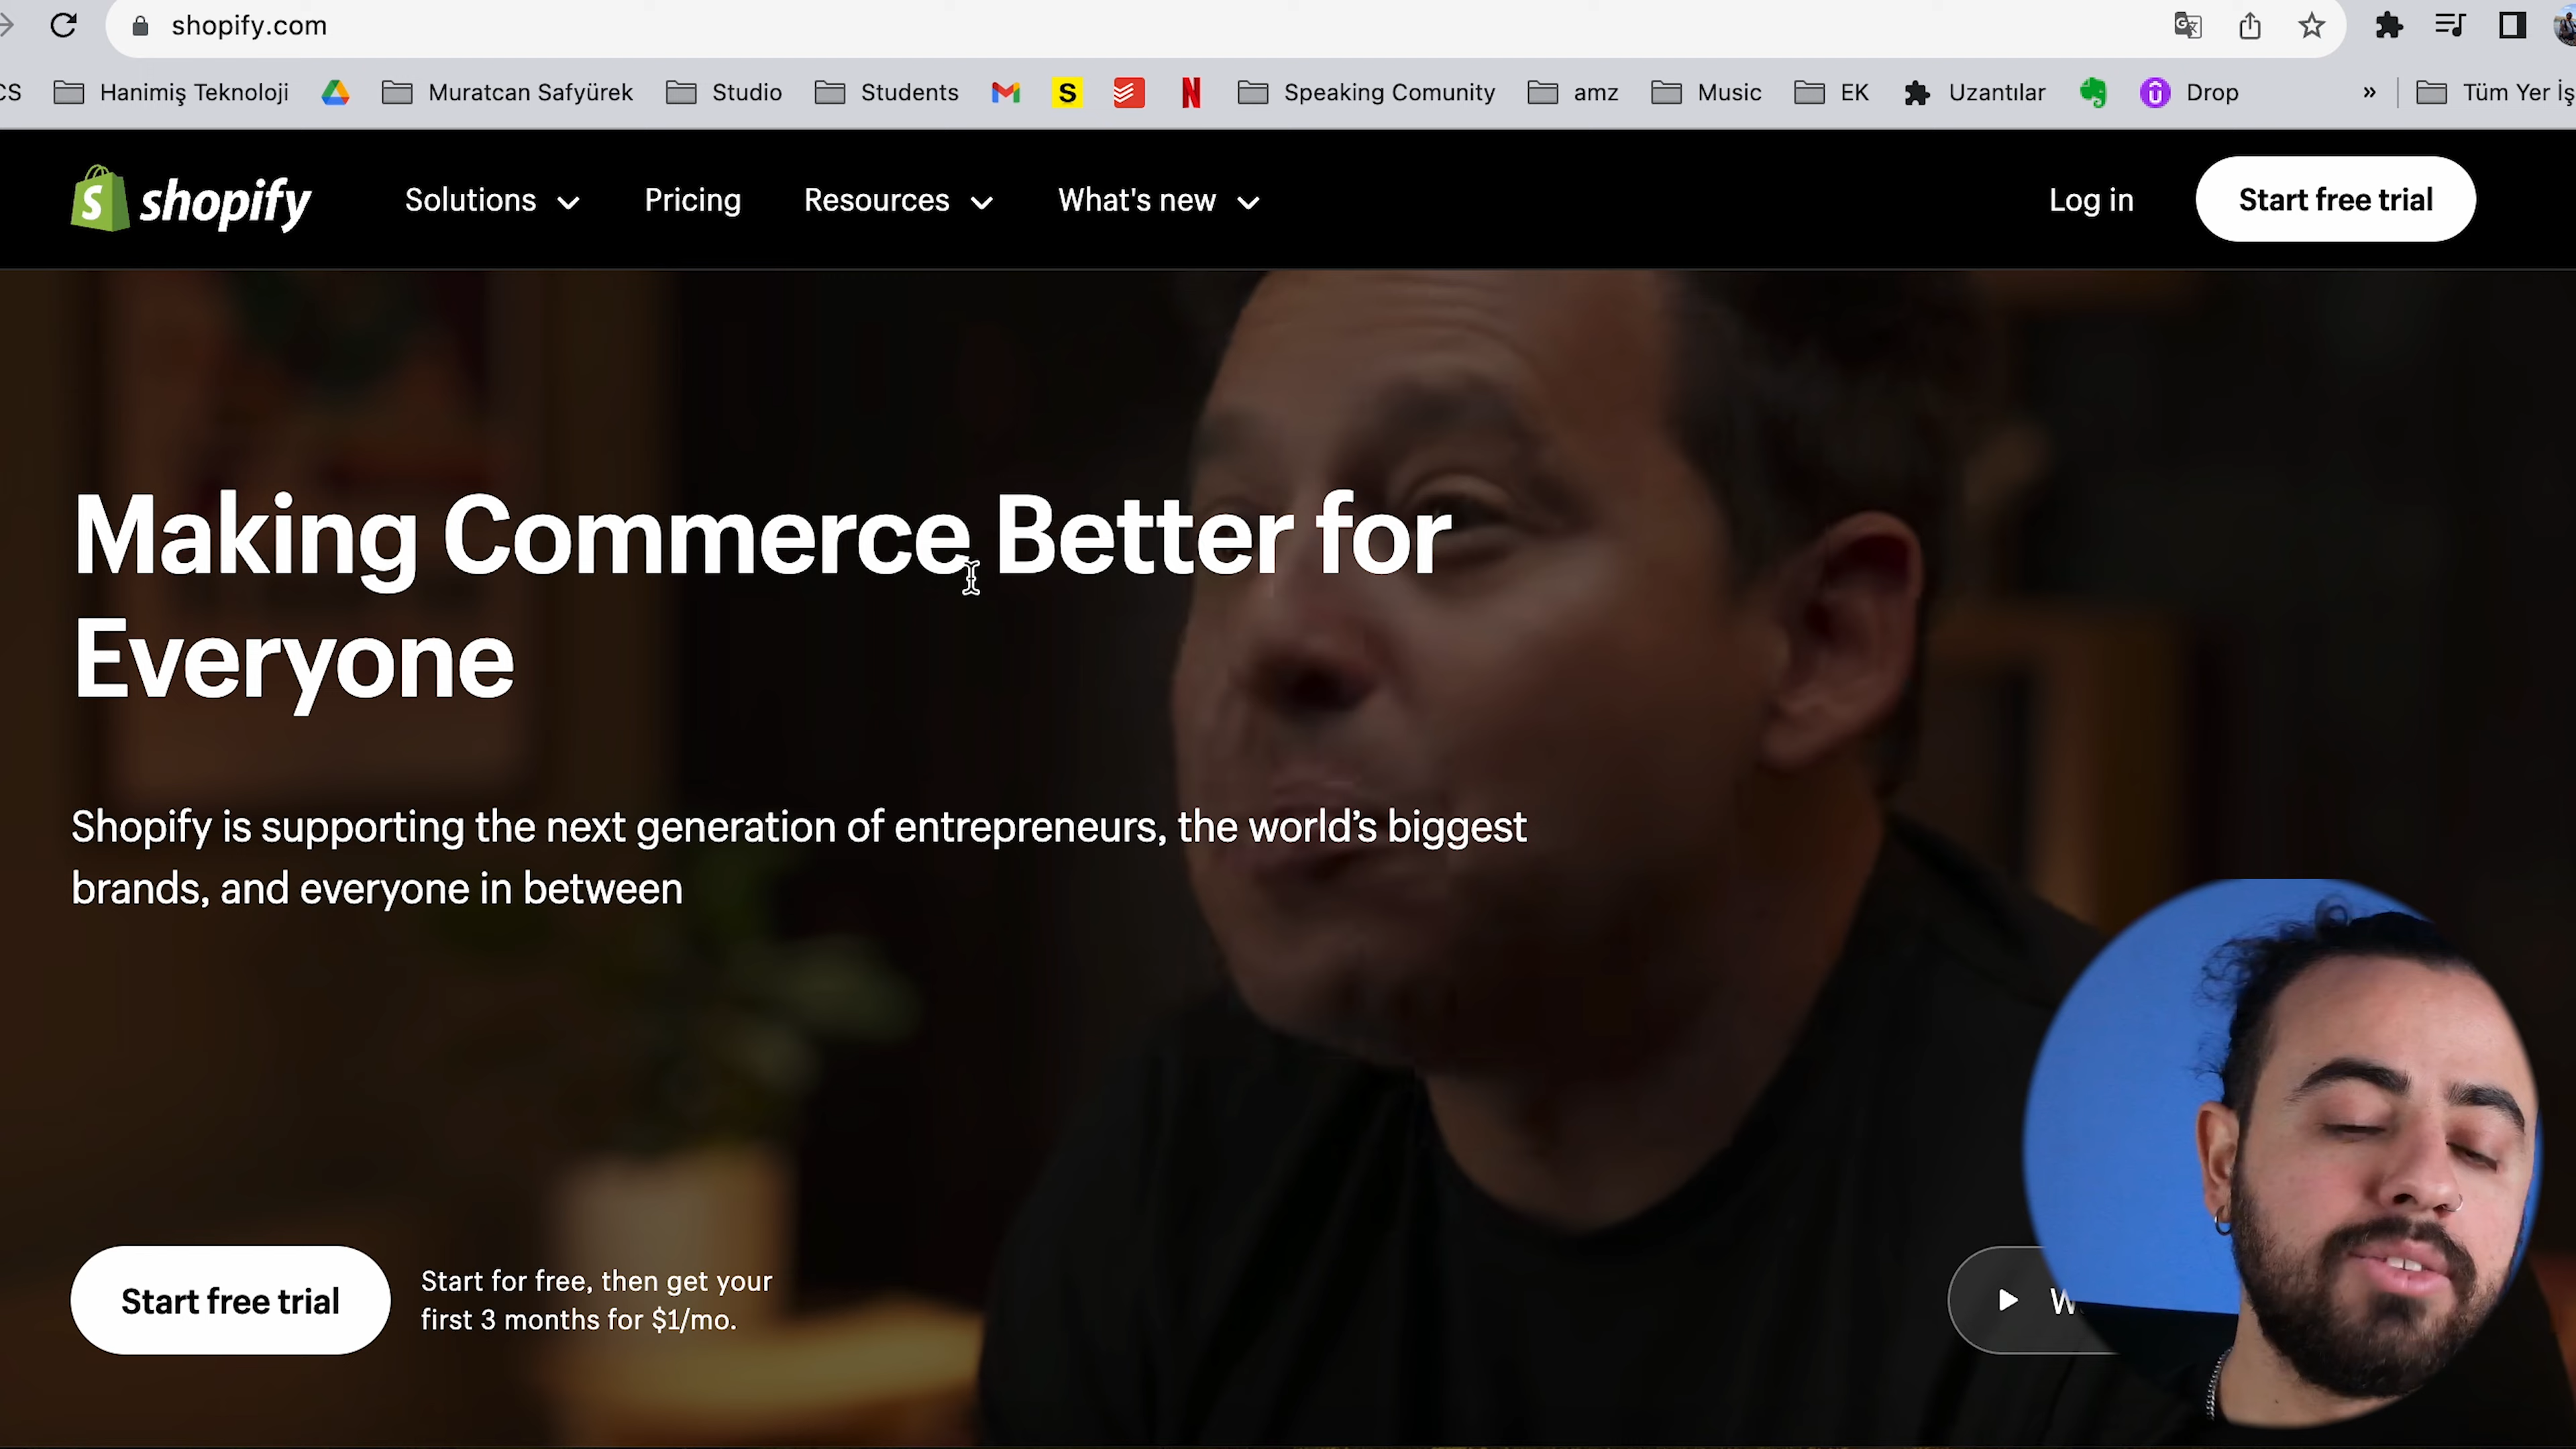 shopify.com
CS Hanimiş Teknoloji Muratcan Safyürek Studio Students S N Speaking Comunity amz Music EK Uzantılar Drop » Tüm Yer İş
shopify Solutions Pricing Resources What's new Log in Start free trial
Making Commerce Better for
Everyone
Shopify is supporting the next generation of entrepreneurs, the world's biggest
brands, and everyone in between
Start free trial
Start for free, then get your
first 3 months for $1/mo.
W